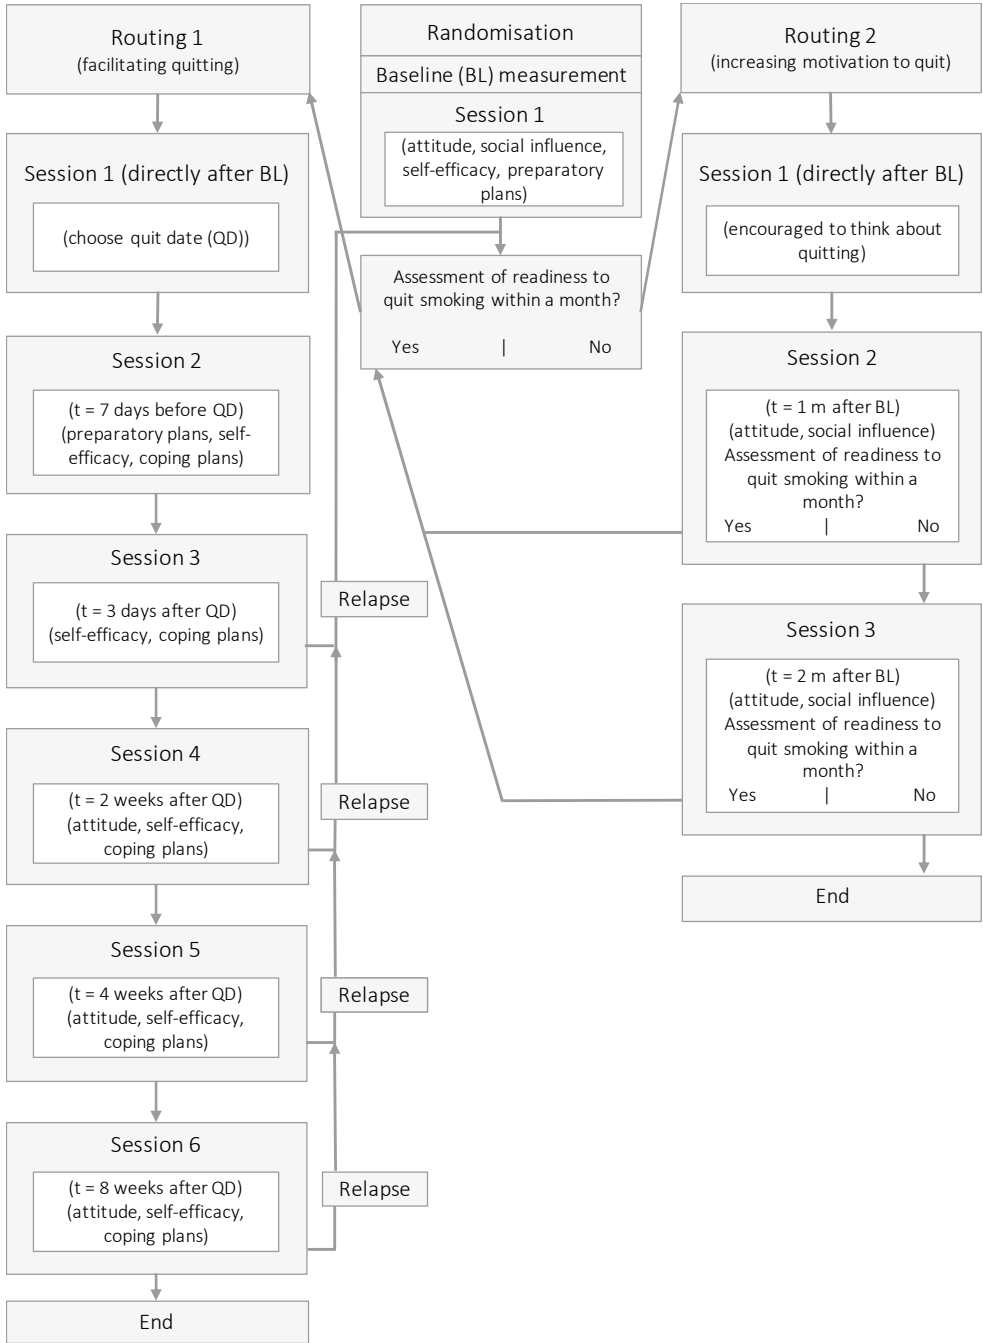 Routing 1
(facilitating quitting)
Session 1 (directly after BL)
(choose quit date (QD))
Session 2
(t = 7 days before QD)
(preparatory plans, self-
efficacy, coping plans)
Session 3
(t = 3 days after QD)
(self-efficacy, coping plans)
Session 4
(t = 2 weeks after QD)
(attitude, self-efficacy,
coping plans)
Session 5
(t = 4 weeks after QD)
(attitude, self-efficacy,
coping plans)
Session 6
(t = 8 weeks after QD)
(attitude, self-efficacy,
coping plans)
End
Randomisation
Baseline (BL) measurement
Session 1
(attitude, social influence,
self-efficacy, preparatory
plans)
Assessment of readiness to
quit smoking within a month?
Yes | No
Relapse
Relapse
Relapse
Relapse
Routing 2
(increasing motivation to quit)
Session 1 (directly after BL)
(encouraged to think about
quitting)
Session 2
(t = 1 m after BL)
(attitude, social influence)
Assessment of readiness to
quit smoking within a
month?
Yes | No
Session 3
(t = 2 m after BL)
(attitude, social influence)
Assessment of readiness to
quit smoking within a
month?
Yes | No
End